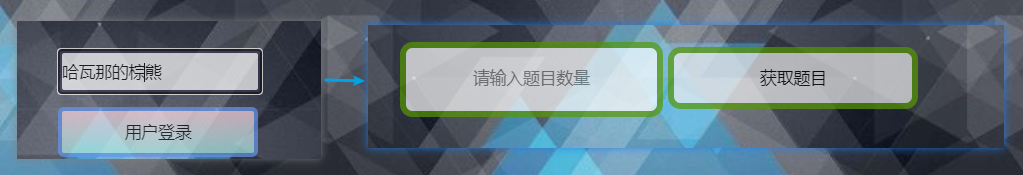 哈瓦那的棕熊
用户登录
请输入题目数量
获取题目